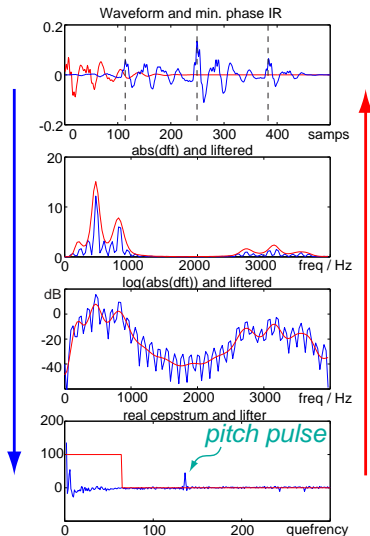 Waveform and min. phase IR
0.2
0
-0.2
0 100 200 300 400 samps
abs(dft) and liftered
20
10
0
0 1000 2000 3000 freq / Hz
log(abs(dft)) and liftered
dB
0
-20
-40
0 1000 2000 3000 freq / Hz
real cepstrum and lifter
200
pitch pulse
100
0
0 100 200 quefrency